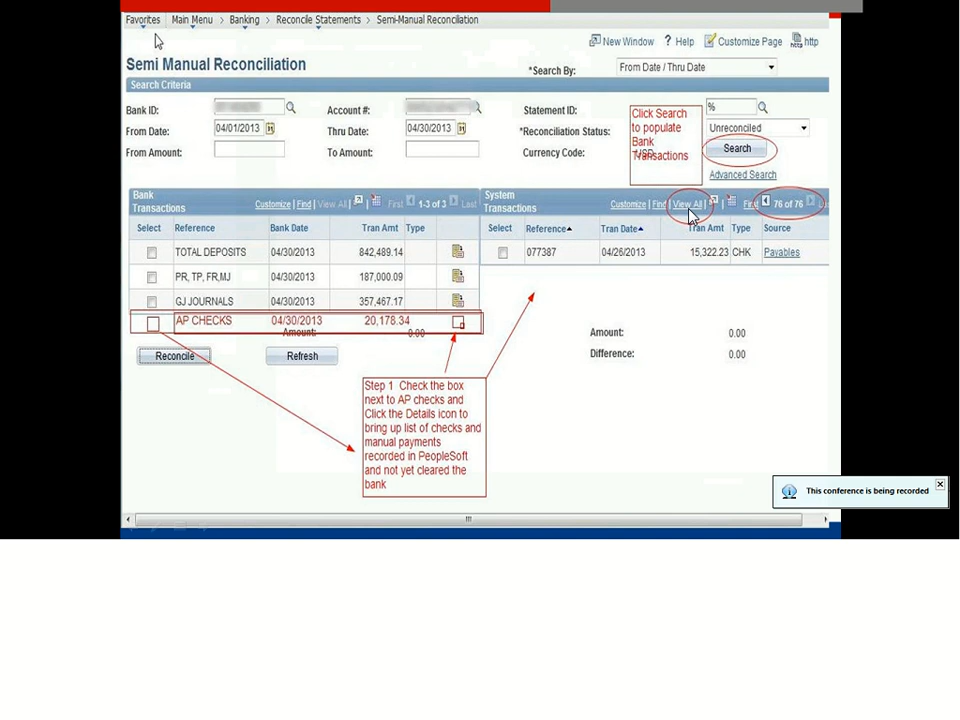 Favorites Main Menu > Banking > Reconcile Statements > Semi-Manual Reconciliation
New Window ? Help Customize Page http
Semi Manual Reconciliation
*Search By: From Date / Thru Date
Search Criteria
Bank ID: Account #: Statement ID: %
From Date: 04/01/2013 Thru Date: 04/30/2013 *Reconciliation Status: Unreconciled
From Amount: To Amount: Currency Code: USD Search
Click Search
to populate
Bank
Transactions
Advanced Search
Bank
Transactions
Customize | Find | View All | First 1-3 of 3 Last
System
Transactions
Customize | Find | View All | Find 76 of 76
Select Reference Bank Date Tran Amt Type
Select Reference Tran Date Tran Amt Type Source
TOTAL DEPOSITS 04/30/2013 842,489.14
077387 04/26/2013 15,322.23 CHK Payables
PR, TP, FR,MJ 04/30/2013 187,000.09
GJ JOURNALS 04/30/2013 357,467.17
AP CHECKS 04/30/2013 20,178.34
Amount: 0.00
Amount: 0.00
Difference: 0.00
Reconcile Refresh
Step 1 Check the box
next to AP checks and
Click the Details icon to
bring up list of checks and
manual payments
recorded in PeopleSoft
and not yet cleared the
bank
This conference is being recorded